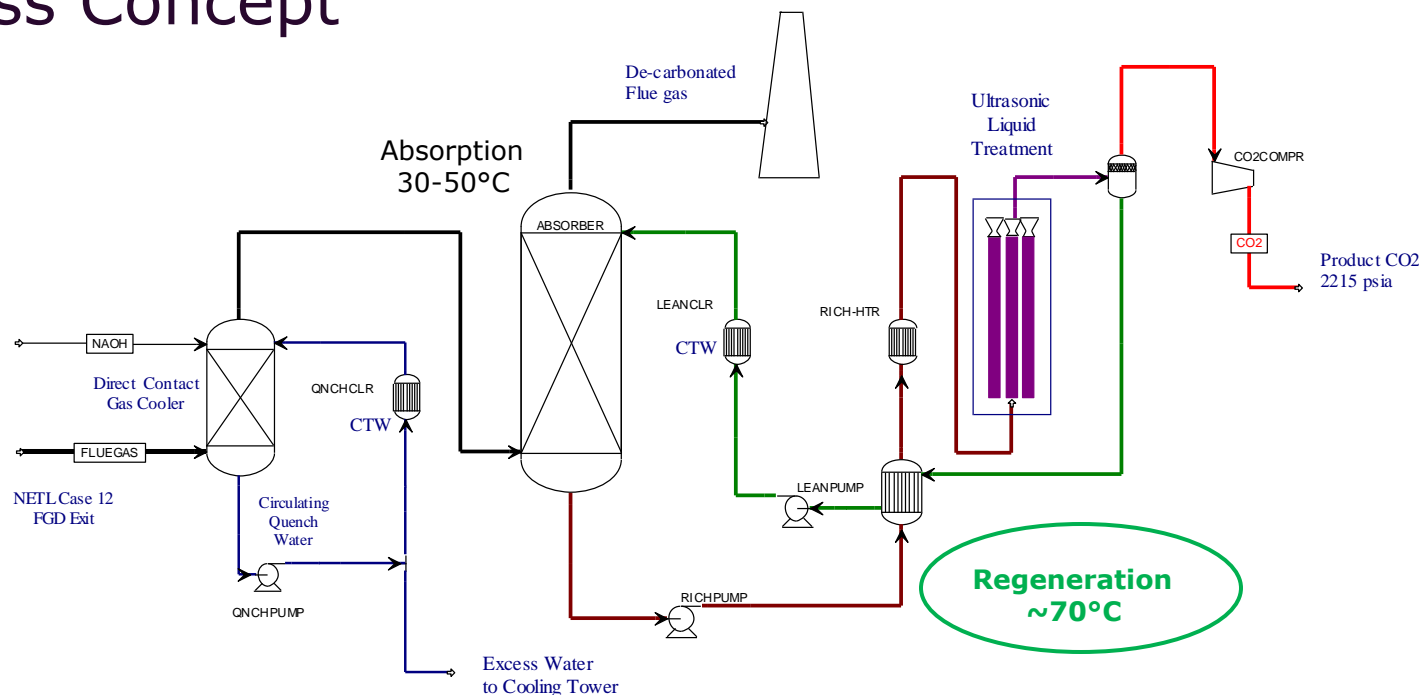 ss Concept
De-carbonated
Flue gas
Ultrasonic
Liquid
Treatment
Absorption
30-50°C
CO2COMPR
ABSORBER
CO2
Product CO2
2215 psia
LEANCLR
RICH-HTR
CTW
NAOH
Direct Contact
Gas Cooler
QNCHCLR
CTW
FLUEGAS
NETL Case 12
FGD Exit
Circulating
Quench
Water
LEANPUMP
QNCHPUMP
RICHPUMP
Regeneration
~70°C
Excess Water
to Cooling Tower